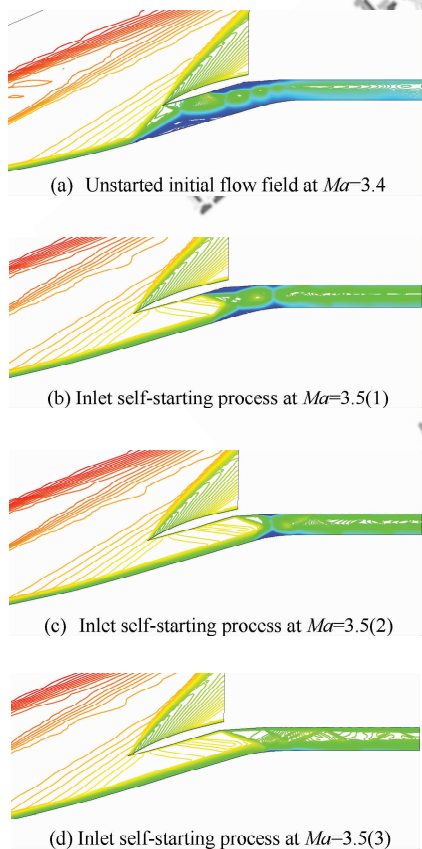 (a) Unstarted initial flow field at Ma=3.4
(b) Inlet self-starting process at Ma=3.5(1)
(c) Inlet self-starting process at Ma=3.5(2)
(d) Inlet self-starting process at Ma=3.5(3)